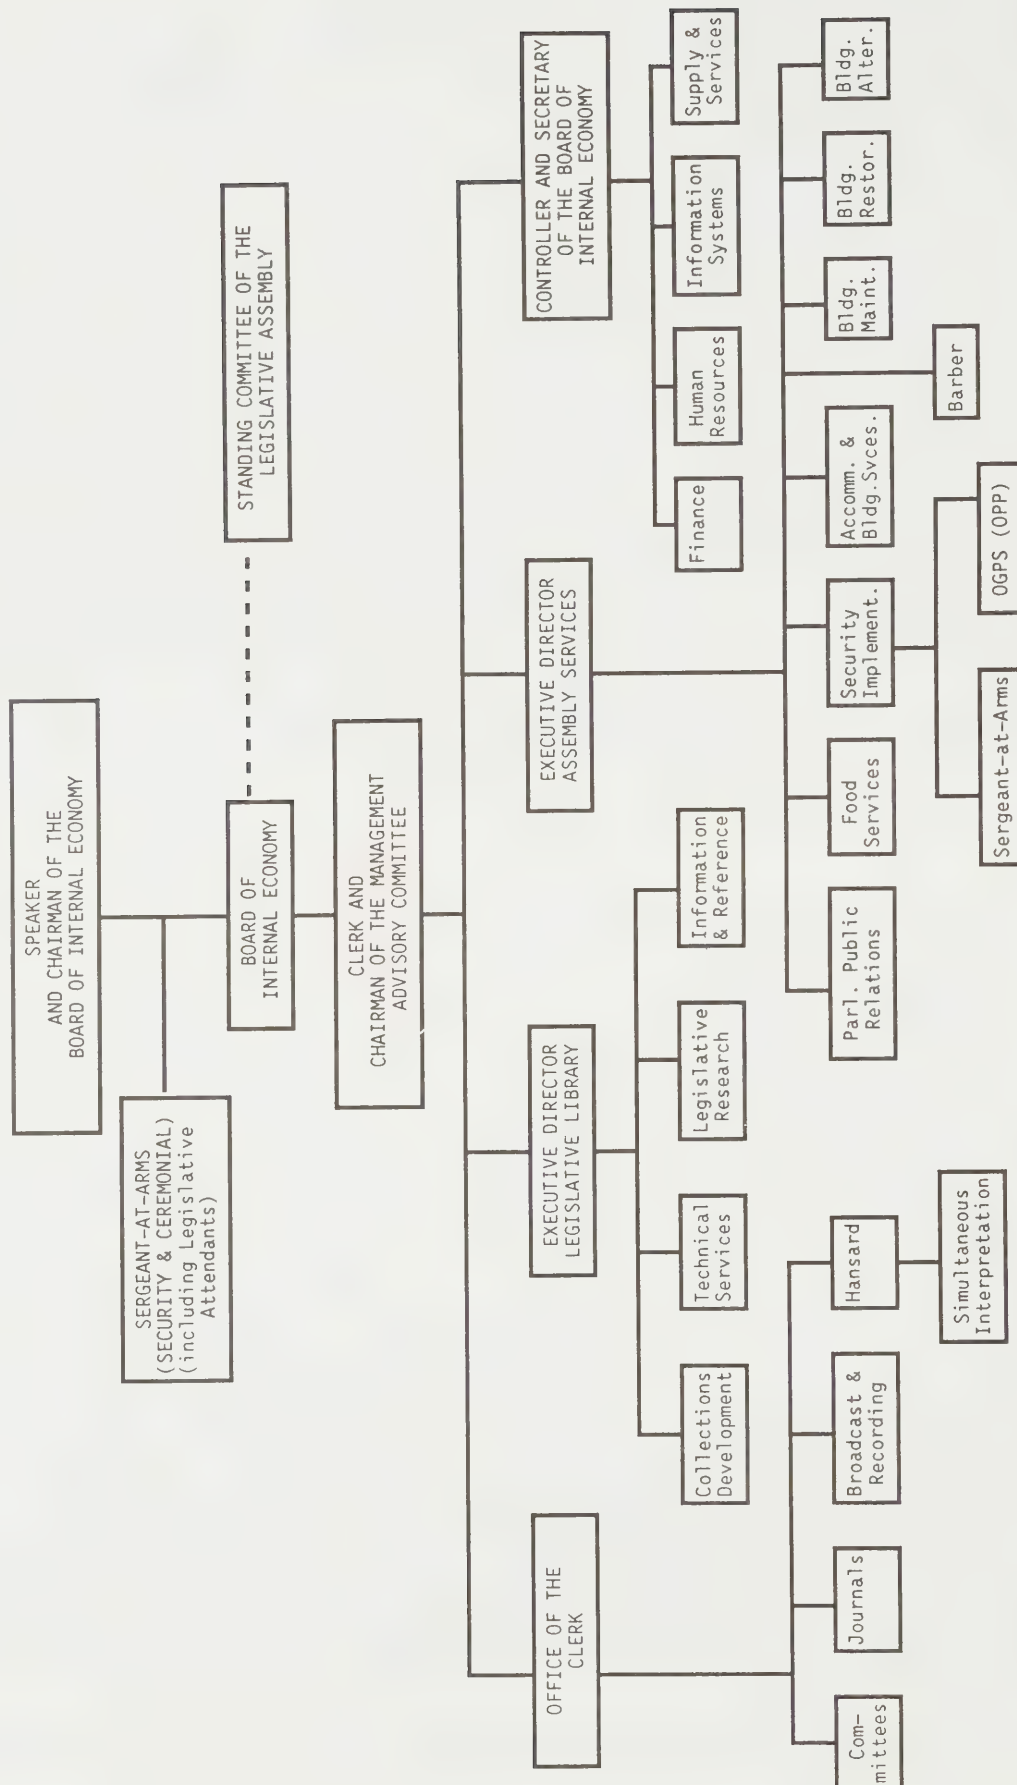 SPEAKER
AND CHAIRMAN OF THE
BOARD OF INTERNAL ECONOMY
SERGEANT-AT-ARMS
(SECURITY & CEREMONIAL)
(including Legislative
Attendants)
BOARD OF
INTERNAL ECONOMY
STANDING COMMITTEE OF THE
LEGISLATIVE ASSEMBLY
CLERK AND
CHAIRMAN OF THE MANAGEMENT
ADVISORY COMMITTEE
OFFICE OF THE
CLERK
EXECUTIVE DIRECTOR
LEGISLATIVE LIBRARY
EXECUTIVE DIRECTOR
ASSEMBLY SERVICES
CONTROLLER AND SECRETARY
OF THE BOARD OF
INTERNAL ECONOMY
Collections
Development
Technical
Services
Legislative
Research
Information
& Reference
Finance
Human
Resources
Information
Systems
Supply &
Services
Com-
mittees
Journals
Broadcast &
Recording
Hansard
Parl. Public
Relations
Food
Services
Security
Implement.
Accomm. &
Bldg.Svces.
Bldg.
Maint.
Bldg.
Restor.
Bldg.
Alter.
Simultaneous
Interpretation
Barber
Sergeant-at-Arms
OGPS (OPP)